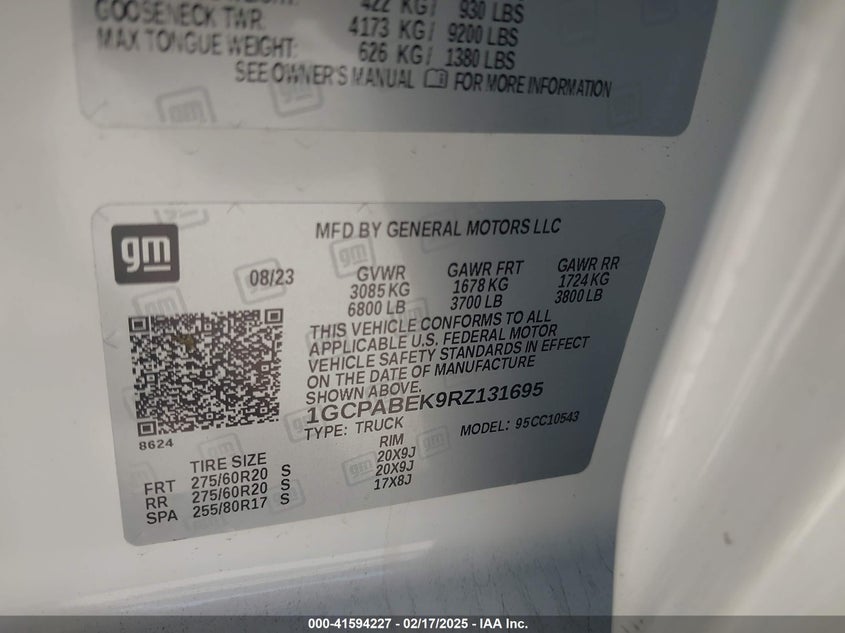 422 KG/ 930 LBS
GOOSENECK TWR: 4173 KG/ 9200 LBS
MAX TONGUE WEIGHT: 626 KG/ 1380 LBS
SEE OWNER'S MANUAL FOR MORE INFORMATION
gm
MFD BY GENERAL MOTORS LLC
08/23 GVWR GAWR FRT GAWR RR
3085 KG 1678 KG 1724 KG
6800 LB 3700 LB 3800 LB
THIS VEHICLE CONFORMS TO ALL
APPLICABLE U.S. FEDERAL MOTOR
VEHICLE SAFETY STANDARDS IN EFFECT
ON THE DATE OF MANUFACTURE
SHOWN ABOVE.
1GCPABEK9RZ131695
TYPE: TRUCK MODEL: 95CC10543
8624
TIRE SIZE RIM
FRT 275/60R20 S 20X9J
RR 275/60R20 S 20X9J
SPA 255/80R17 S 17X8J
000-41594227 - 02/17/2025 - IAA Inc.